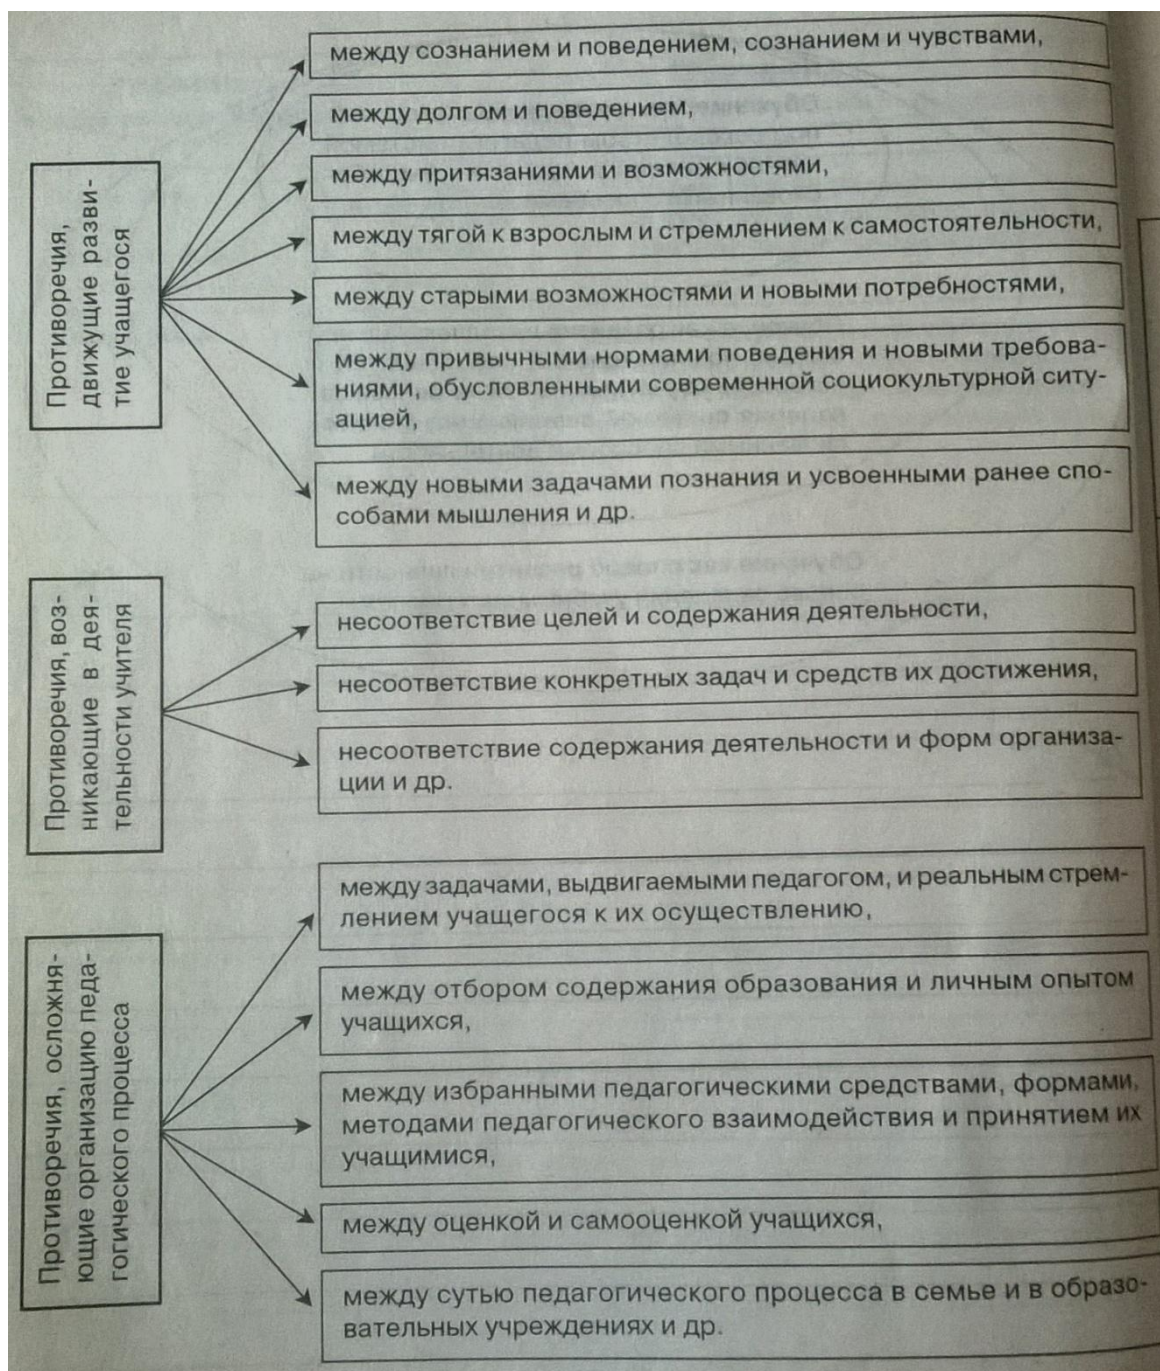 Противоречия,
движущие разви-
тие учащегося
между сознанием и поведением, сознанием и чувствами,
между долгом и поведением,
между притязаниями и возможностями,
между тягой к взрослым и стремлением к самостоятельности,
между старыми возможностями и новыми потребностями,
между привычными нормами поведения и новыми требова-
ниями, обусловленными современной социокультурной ситу-
ацией,
между новыми задачами познания и усвоенными ранее спо-
собами мышления и др.
Противоречия, воз-
никающие в дея-
тельности учителя
несоответствие целей и содержания деятельности,
несоответствие конкретных задач и средств их достижения,
несоответствие содержания деятельности и форм организа-
ции и др.
Противоречия, осложня-
ющие организацию педа-
гогического процесса
между задачами, выдвигаемыми педагогом, и реальным стрем-
лением учащегося к их осуществлению,
между отбором содержания образования и личным опытом
учащихся,
между избранными педагогическими средствами, формами,
методами педагогического взаимодействия и принятием их
учащимися,
между оценкой и самооценкой учащихся,
между сутью педагогического процесса в семье и в образо-
вательных учреждениях и др.